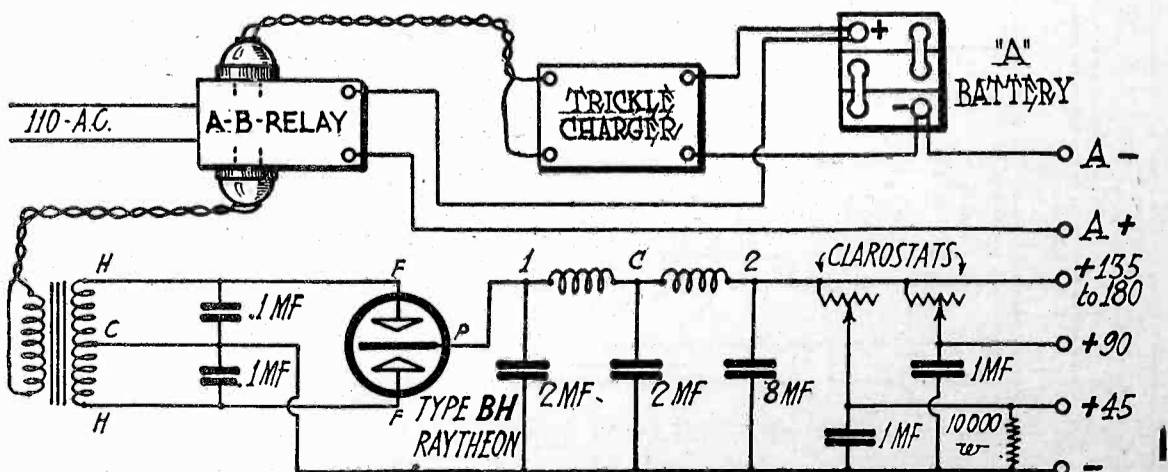 110-A.C.
A-B-RELAY
TRICKLE
CHARGER
+
-
"A"
BATTERY
A -
A +
H
C
H
.1 MF
.1 MF
F
F
P
TYPE BH
RAYTHEON
1
C
2
2MF.
2MF
8MF
CLAROSTATS
1MF
1MF
10000
w
+135
to 180
+90
+45
-